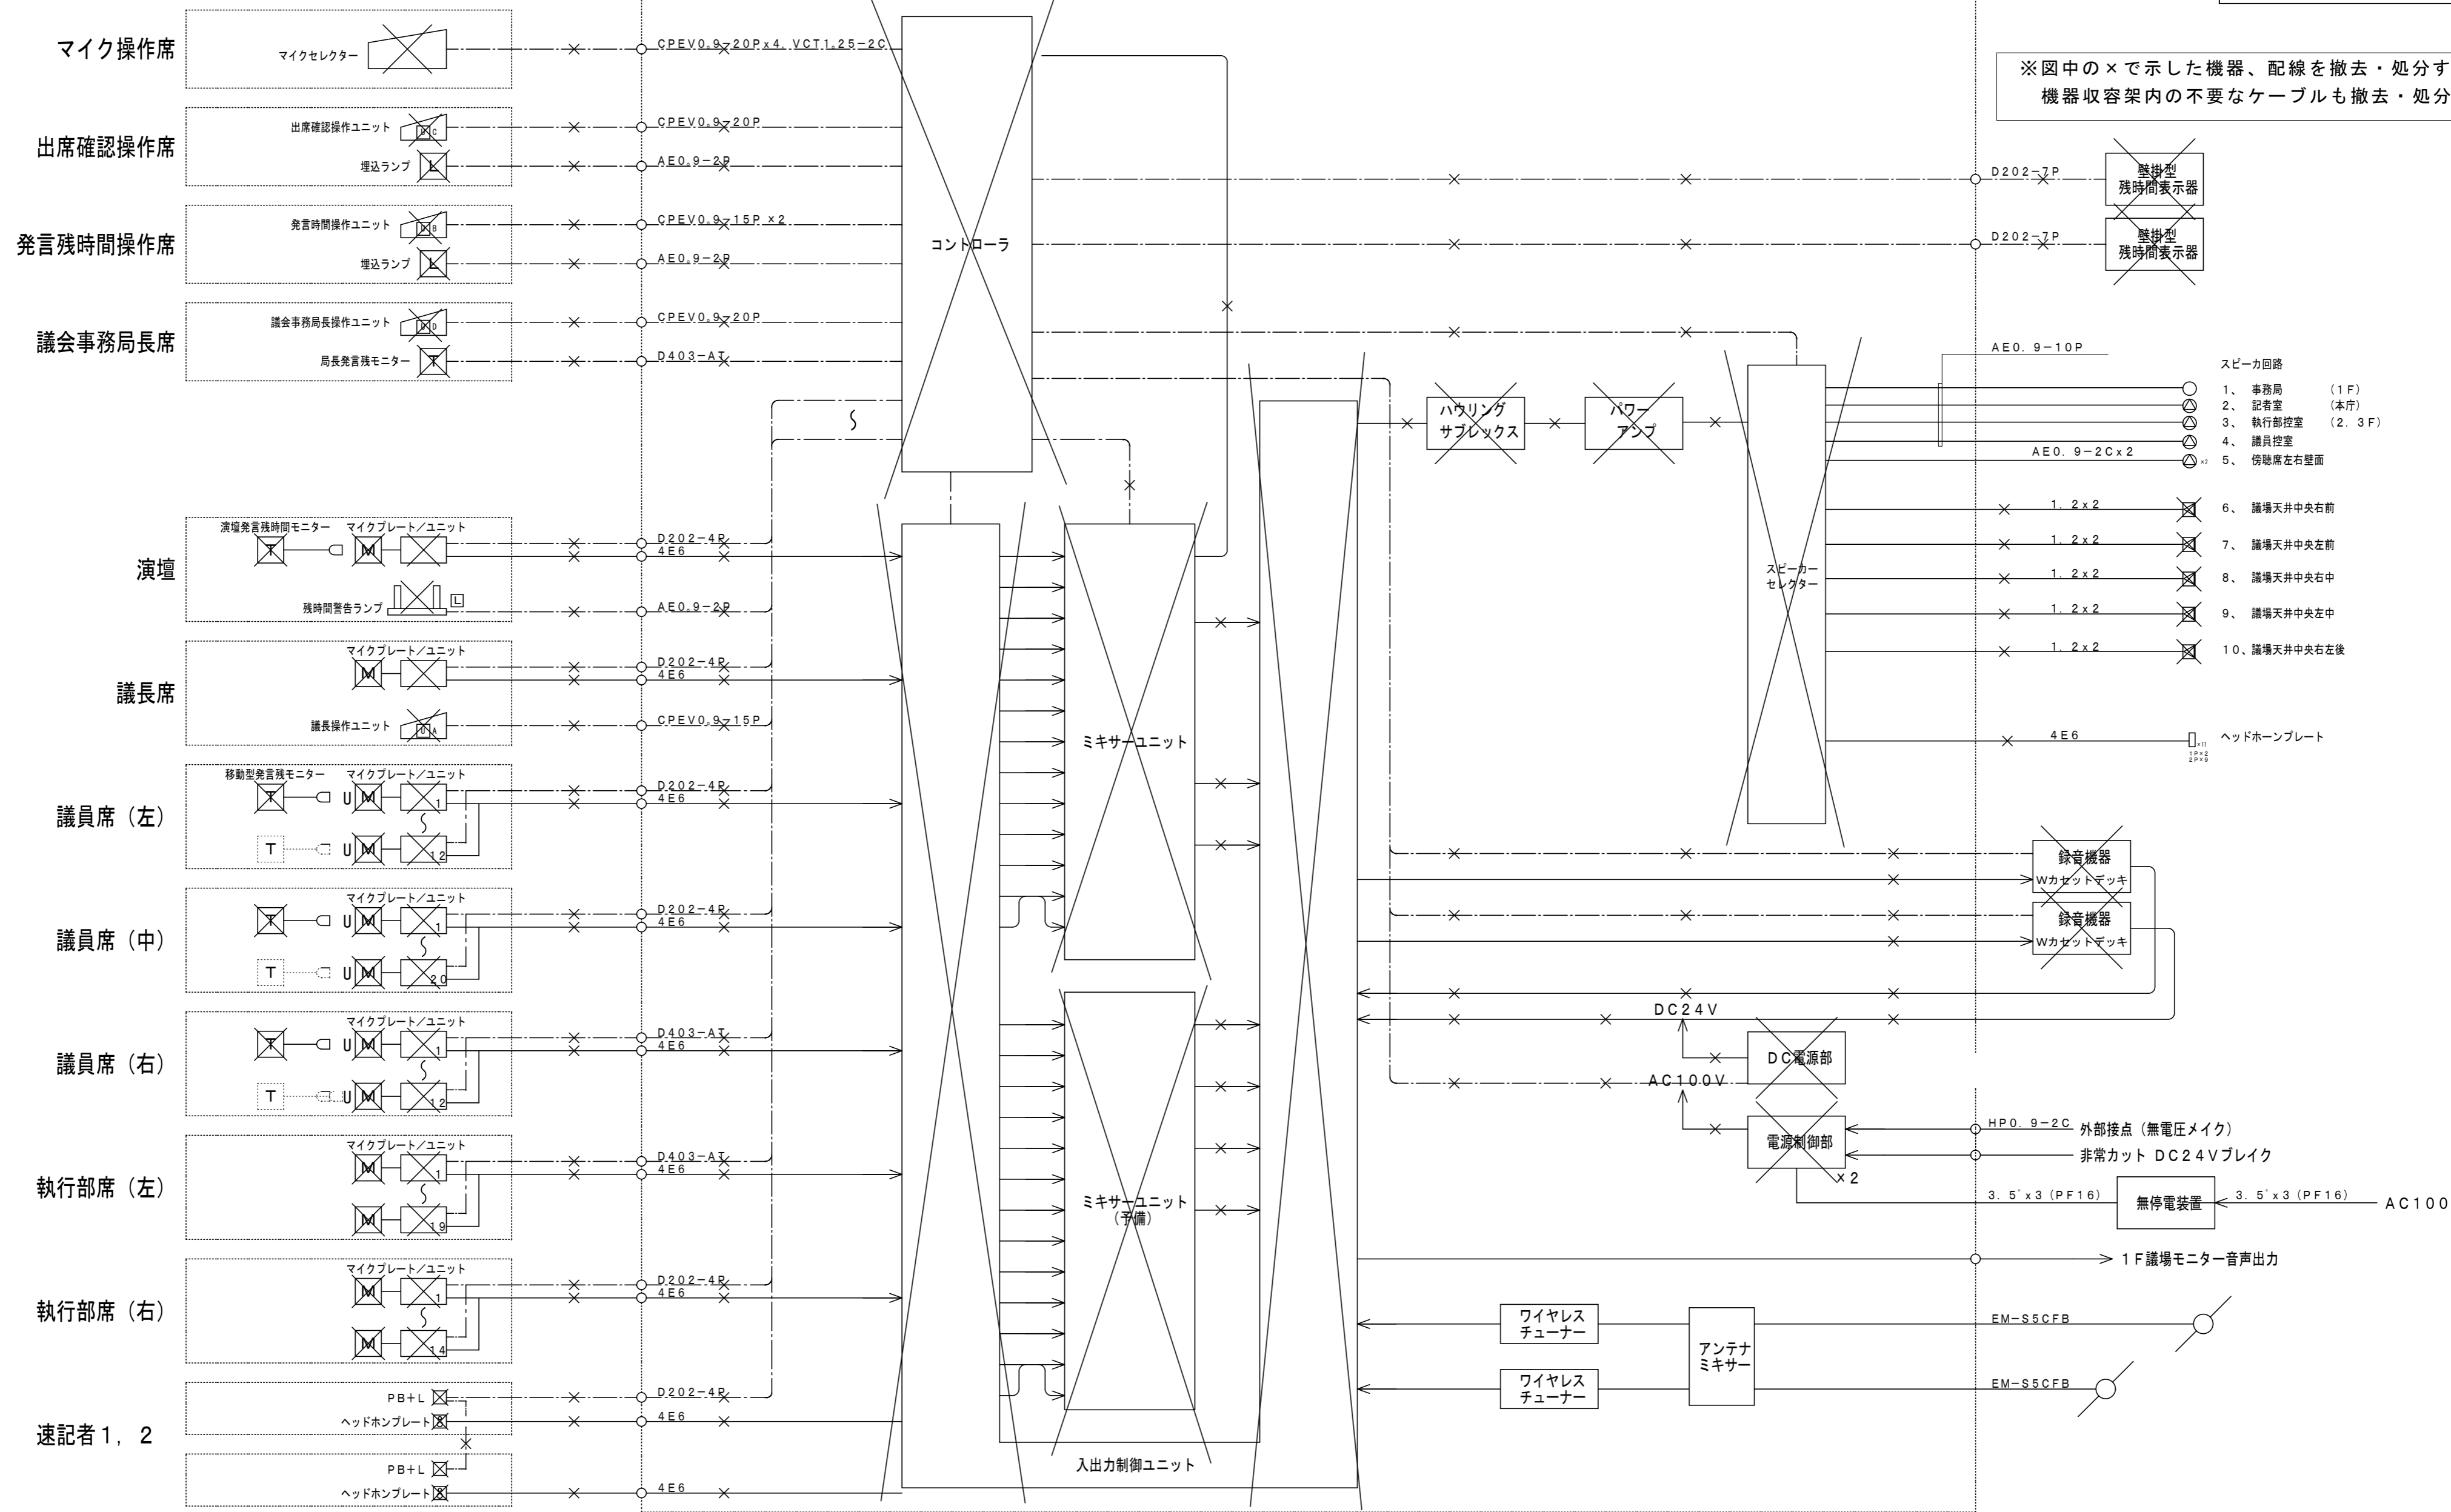 マイク操作席
マイクセレクター
CPEV0.9-20Px4. VCT1.25-2C
※図中の×で示した機器、配線を撤去・処分す
機器収容架内の不要なケーブルも撤去・処分
出席確認操作席
出席確認操作ユニット
C
CPEV0.9-20P
埋込ランプ
L
AE0.9-2P
発言残時間操作席
発言時間操作ユニット
B
CPEV0.9-15P ×2
埋込ランプ
L
AE0.9-2P
議会事務局長席
議会事務局長操作ユニット
D
CPEV0.9-20P
局長発言残モニター
T
D403-AT
コントローラ
D202-7P
壁掛型
残時間表示器
D202-7P
壁掛型
残時間表示器
ハウリング
サブレックス
パワー
アンプ
スピーカー
セレクター
AE0. 9-10P
スピーカ回路
1、 事務局 (1F)
2、 記者室 (本庁)
3、 執行部控室 (2. 3F)
4、 議員控室
AE0. 9-2Cx2
×2
5、 傍聴席左右壁面
1. 2x2
6、 議場天井中央右前
1. 2x2
7、 議場天井中央左前
1. 2x2
8、 議場天井中央右中
1. 2x2
9、 議場天井中央左中
1. 2x2
10、議場天井中央右左後
4E6
×11
1P×2
2P×9
ヘッドホーンプレート
演壇
演壇発言残時間モニター
マイクプレート/ユニット
T
M
D202-4P
4E6
残時間警告ランプ
L
AE0.9-2P
議長席
マイクプレート/ユニット
M
D202-4P
4E6
議長操作ユニット
U A
CPEV0.9-15P
議員席(左)
移動型発言残モニター
マイクプレート/ユニット
T
U M
1
D202-4P
4E6
T
U M
12
議員席(中)
マイクプレート/ユニット
T
U M
1
D202-4P
4E6
T
U M
20
議員席(右)
マイクプレート/ユニット
T
U M
1
D403-AT
4E6
T
U M
12
執行部席(左)
マイクプレート/ユニット
M
1
D403-AT
4E6
M
19
執行部席(右)
マイクプレート/ユニット
M
1
D202-4P
4E6
M
14
速記者1, 2
PB+L
D202-4P
ヘッドホンプレート
4E6
PB+L
ヘッドホンプレート
4E6
ミキサーユニット
ミキサーユニット
(予備)
入出力制御ユニット
録音機器
Wカセットデッキ
録音機器
Wカセットデッキ
DC24V
DC電源部
AC100V
電源制御部
×2
HP0. 9-2C
外部接点(無電圧メイク)
非常カット DC24Vブレイク
3. 5゛x3 (PF16)
無停電装置
3. 5゛x3 (PF16)
AC100
1F議場モニター音声出力
ワイヤレス
チューナー
アンテナ
ミキサー
EM-S5CFB
ワイヤレス
チューナー
EM-S5CFB